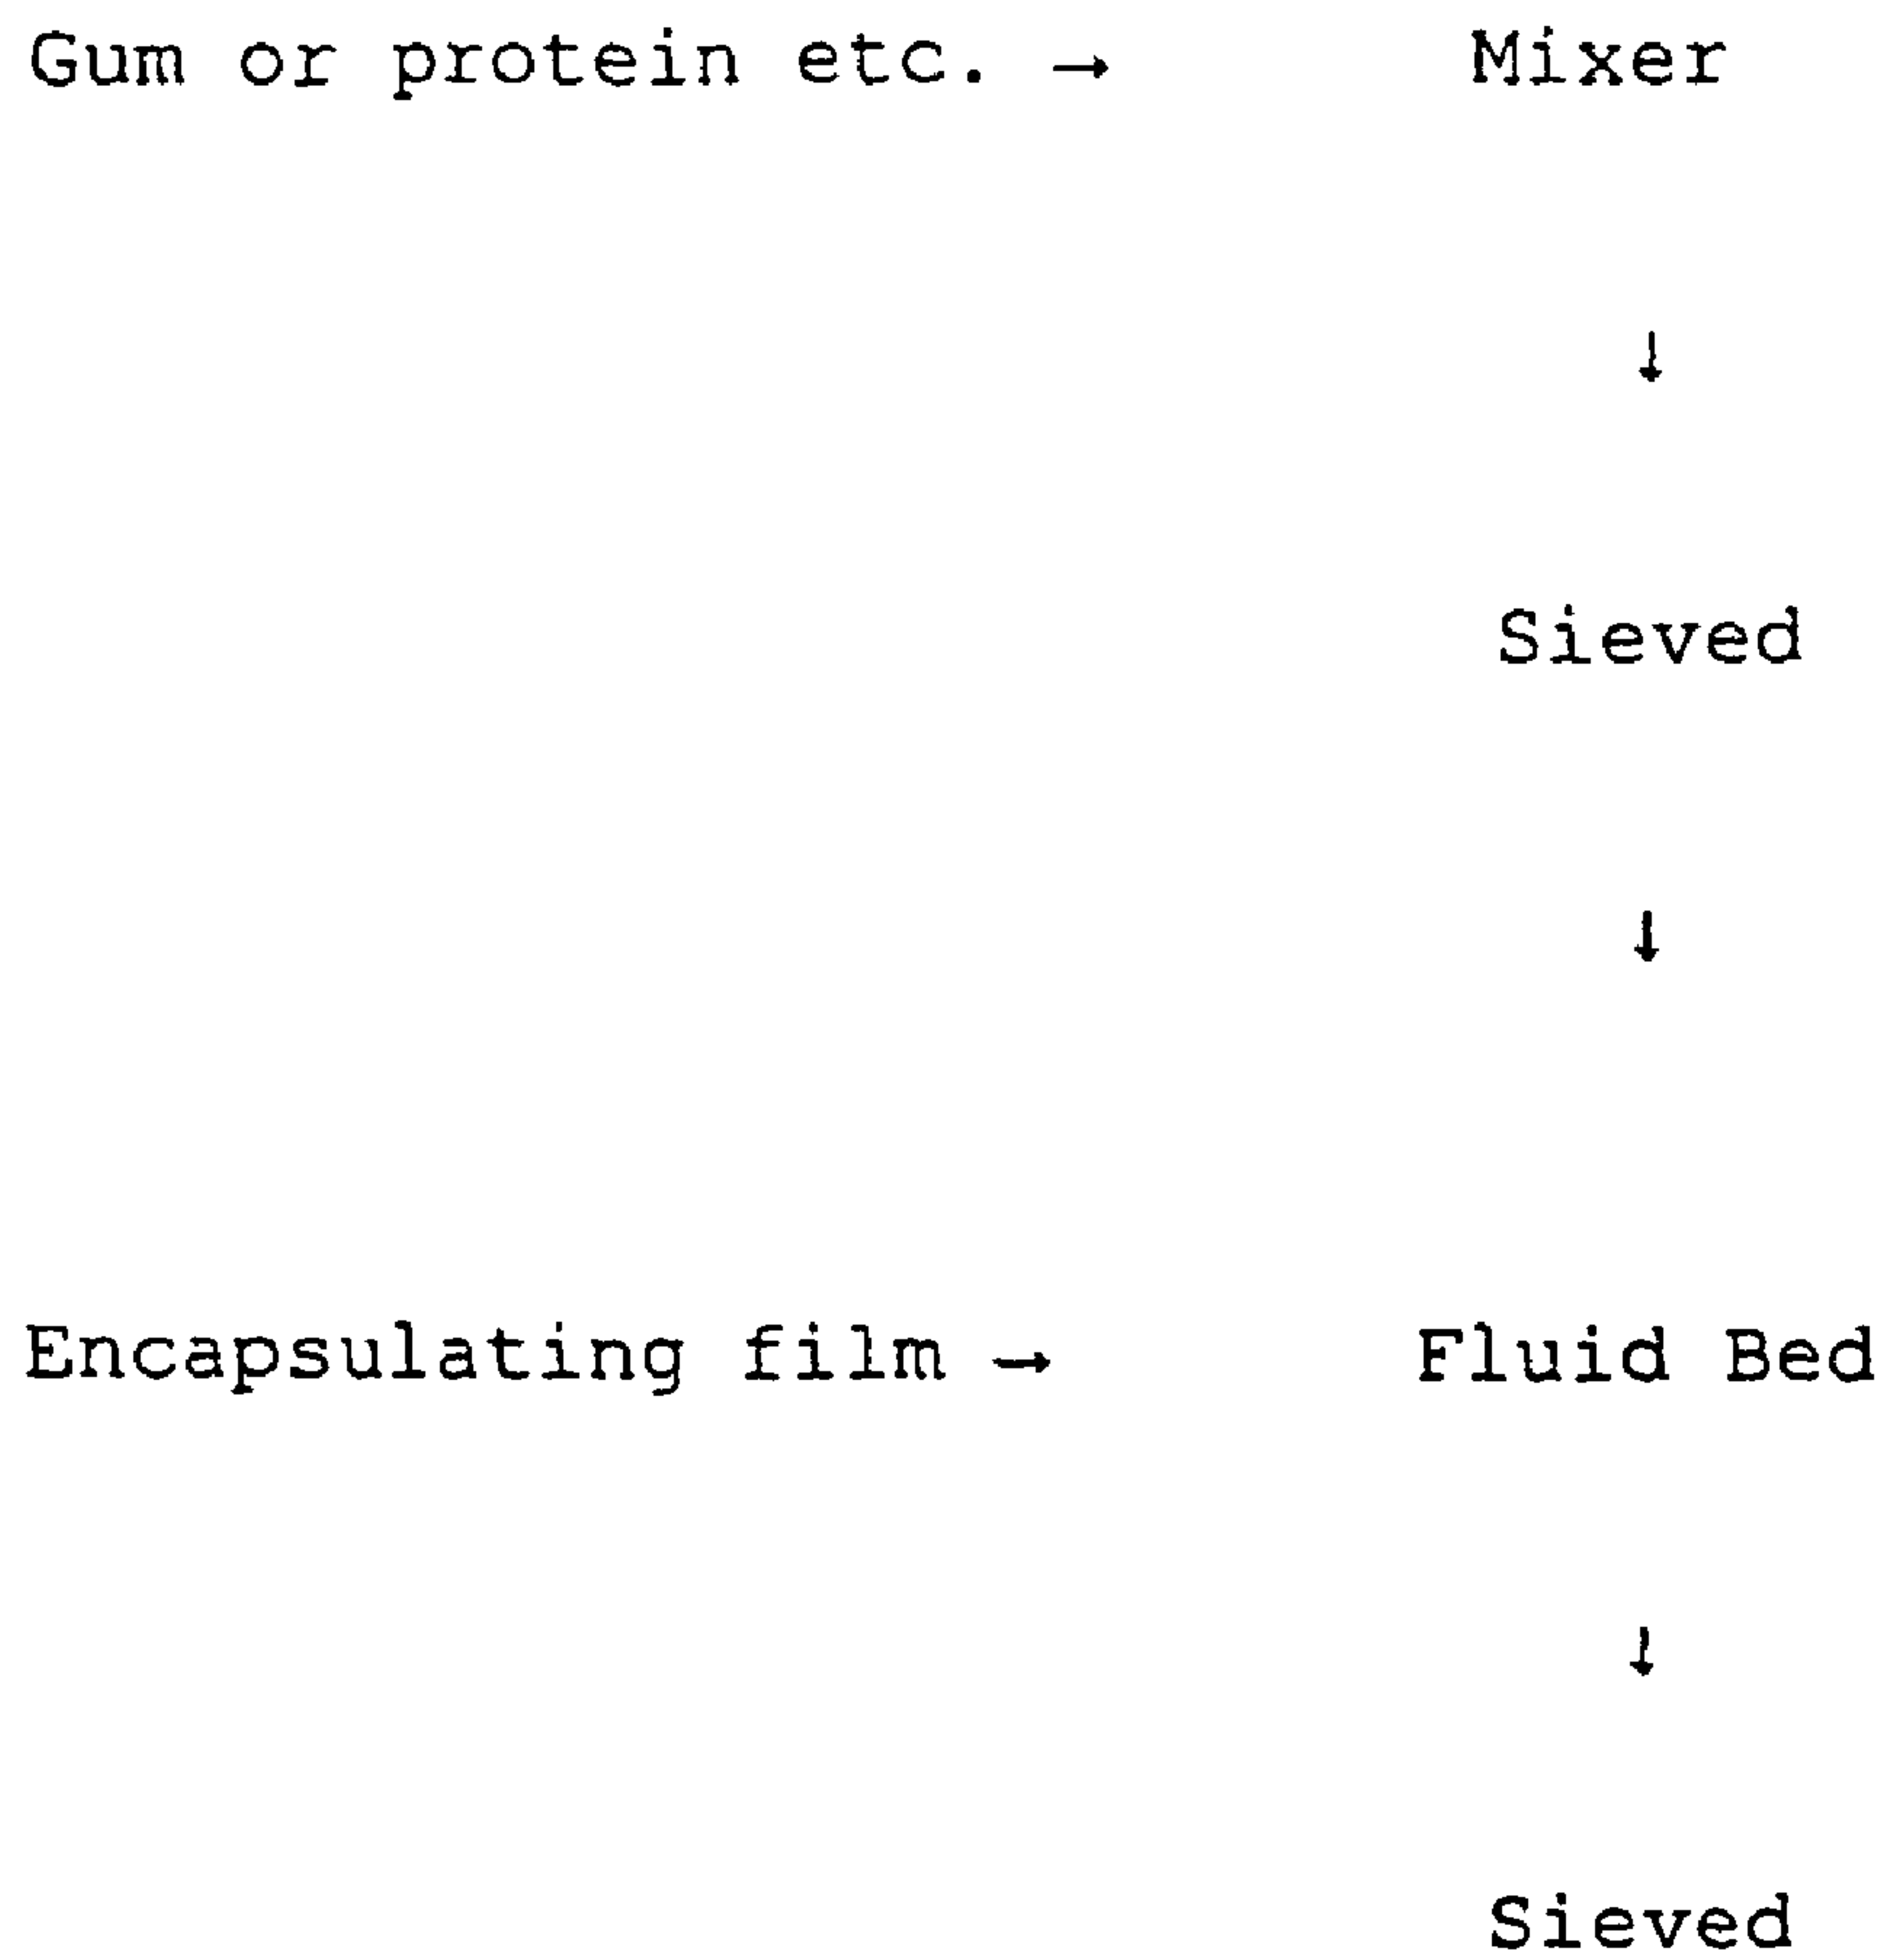 Gum or protein etc. → Mixer
↓
Sieved
↓
Encapsulating film → Fluid Bed
↓
Sieved